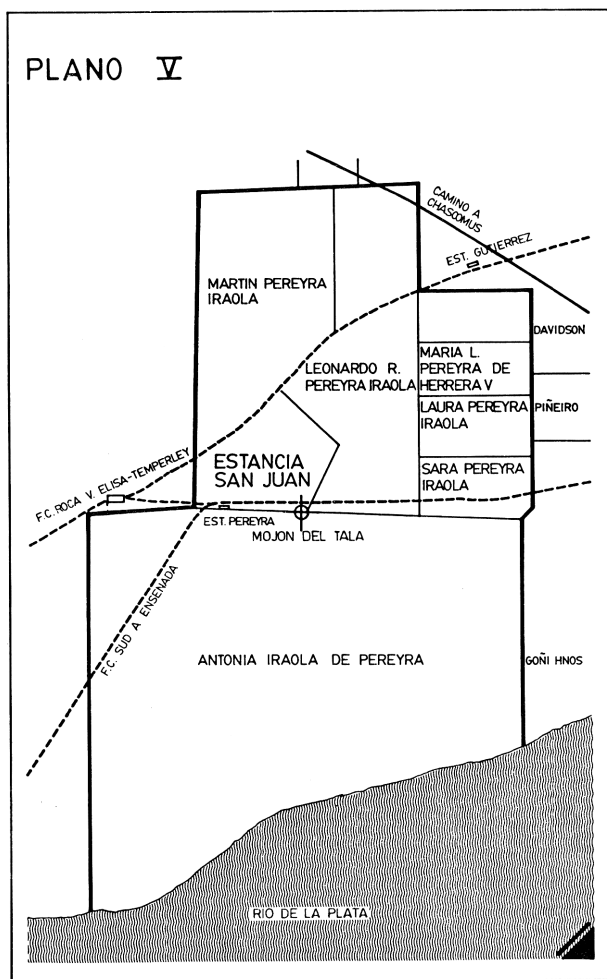 PLANO V
CAMINO A
CHASCOMUS
EST. GUTIERREZ
MARTIN PEREYRA
IRAOLA
DAVIDSON
LEONARDO R.
PEREYRA IRAOLA
MARIA L.
PEREYRA DE
HERRERA V
LAURA PEREYRA
IRAOLA
PIÑEIRO
ESTANCIA
SAN JUAN
SARA PEREYRA
IRAOLA
F.C. ROCA V. ELISA-TEMPERLEY
EST. PEREYRA
MOJON DEL TALA
F.C. SUD A ENSENADA
ANTONIA IRAOLA DE PEREYRA
GOÑI HNOS
RIO DE LA PLATA